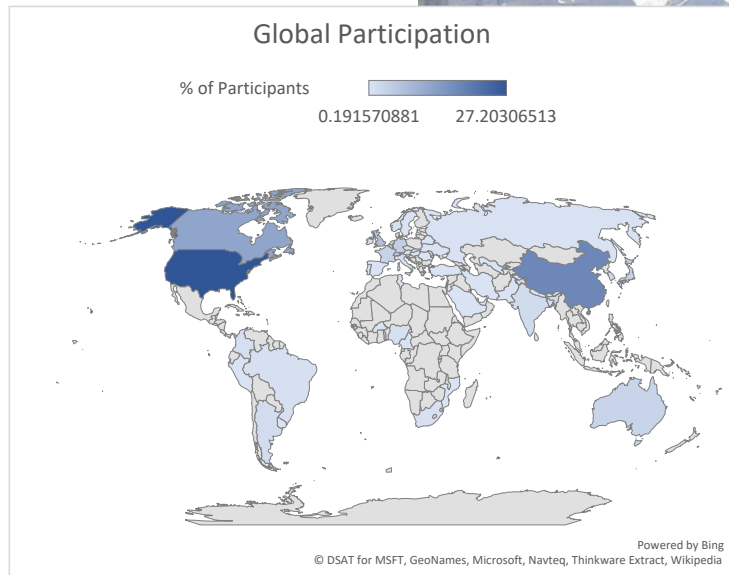 Global Participation
% of Participants
0.191570881 27.20306513
Powered by Bing
© DSAT for MSFT, GeoNames, Microsoft, Navteq, Thinkware Extract, Wikipedia